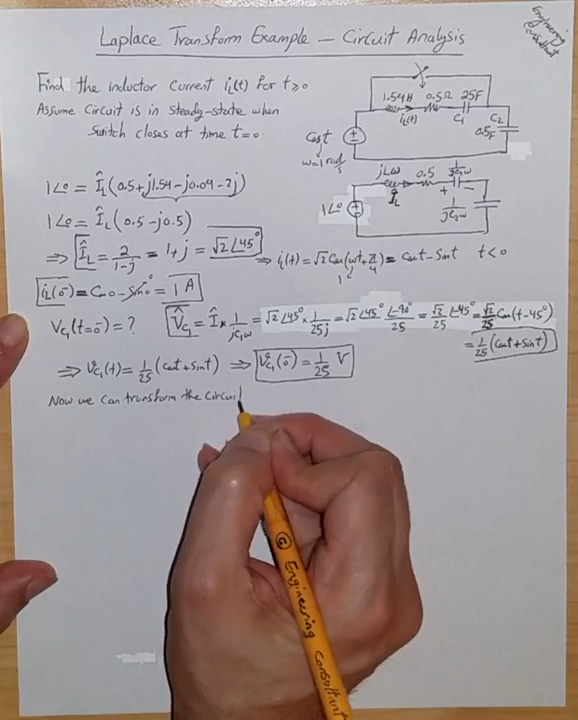 Engineering Consultant
Laplace Transform Example – Circuit Analysis
Find the inductor current iL(t) for t≥0
Assume Circuit is in steady-state when
switch closes at time t=0.
1.54H 0.5Ω 25F
iL(t) C1
C2
0.5F
Cost
ω=1 rad/s
jLω 0.5 1/jC1ω
ÎL + −
1∠0
1/jC2ω
1∠0 = ÎL(0.5+j1.54−j0.04−2j)
1∠0 = ÎL(0.5−j0.5)
⇒ ÎL = 2/(1−j) = 1+j = √2∠45° ⇒ iL(t) = √2 Cos(ωt+π/4) = cost−Sint t<0
1
iL(0⁻) = Cos0−Sin0 = 1 A
VC1(t=0) = ? V̂C1 = Î × 1/jC1ω = √2∠45° × 1/25j = √2∠45° ∠−90°/25 = √2/25 ∠−45° = √2/25 Cos(t−45°)
= 1/25 (cost+sint)
⇒ vC1(t) = 1/25 (cost+sint) ⇒ vC1(0⁻) = 1/25 V
Now we can transform the circui
G Engineering Consultant